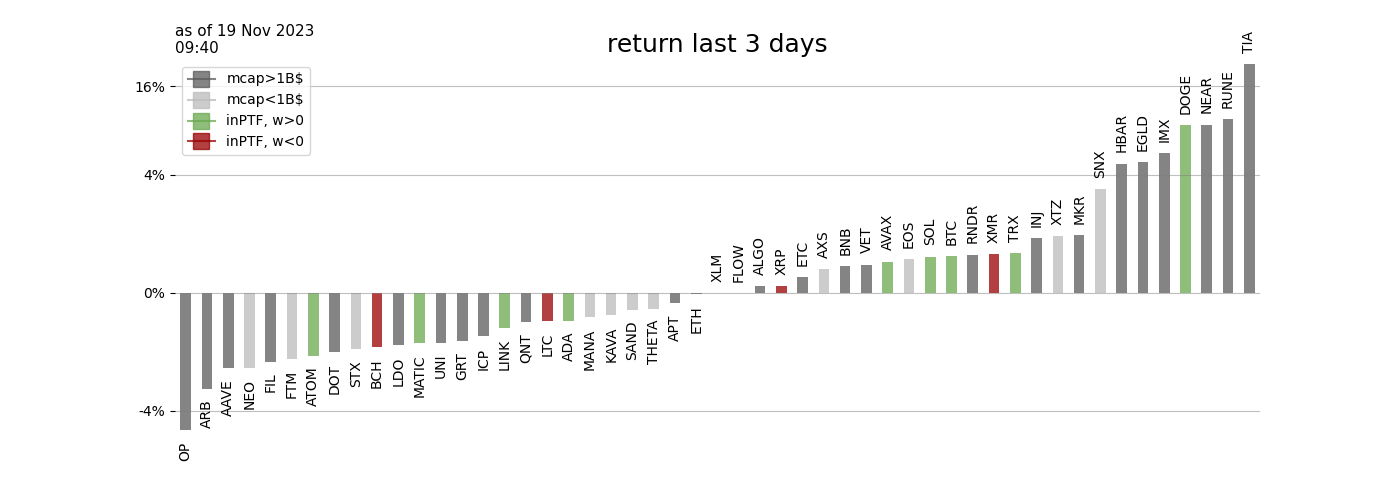 as of 19 Nov 2023
09:40
return last 3 days
mcap>1B$
mcap<1B$
inPTF, w>0
inPTF, w<0
16%
4%
0%
-4%
OP
ARB
AAVE
NEO
FIL
FTM
ATOM
DOT
STX
BCH
LDO
MATIC
UNI
GRT
ICP
LINK
QNT
LTC
ADA
MANA
KAVA
SAND
THETA
APT
ETH
XLM
FLOW
ALGO
XRP
ETC
AXS
BNB
VET
AVAX
EOS
SOL
BTC
RNDR
XMR
TRX
INJ
XTZ
MKR
SNX
HBAR
EGLD
IMX
DOGE
NEAR
RUNE
TIA